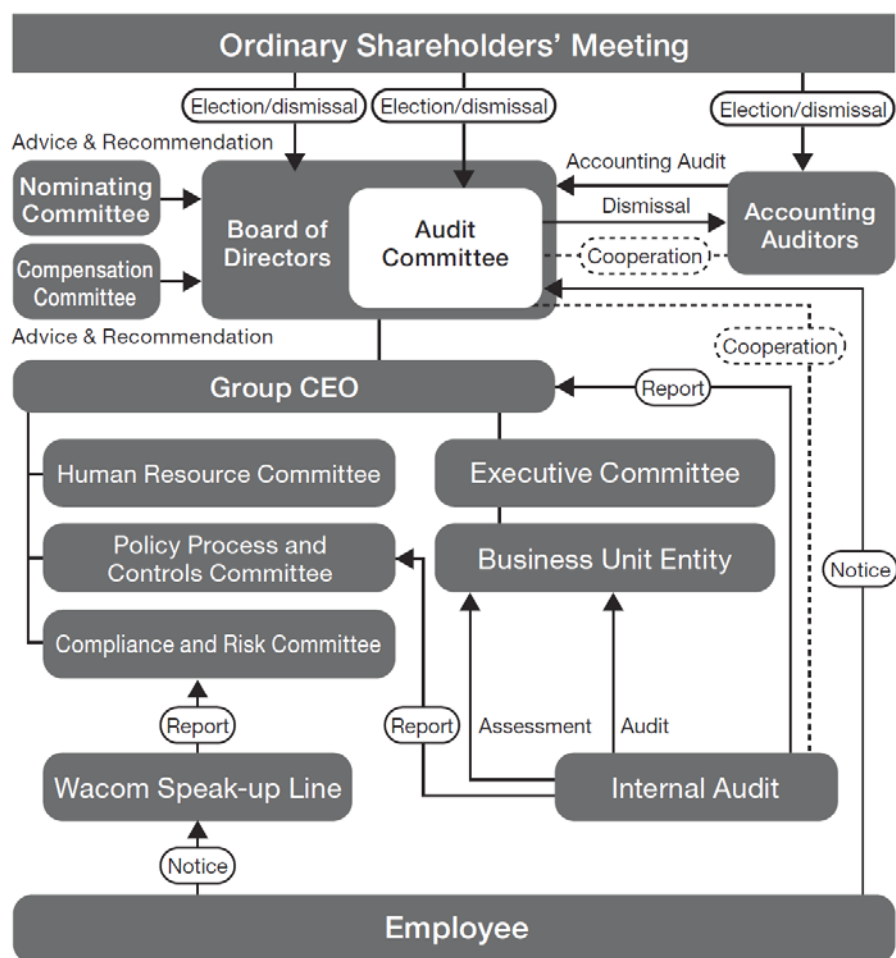 Ordinary Shareholders' Meeting
Election/dismissal
Election/dismissal
Election/dismissal
Advice & Recommendation
Nominating
Committee
Compensation
Committee
Advice & Recommendation
Board of
Directors
Audit
Committee
Accounting Audit
Dismissal
Cooperation
Accounting
Auditors
Cooperation
Group CEO
Report
Human Resource Committee
Executive Committee
Policy Process and
Controls Committee
Business Unit Entity
Notice
Compliance and Risk Committee
Report
Report
Assessment
Audit
Wacom Speak-up Line
Internal Audit
Notice
Employee